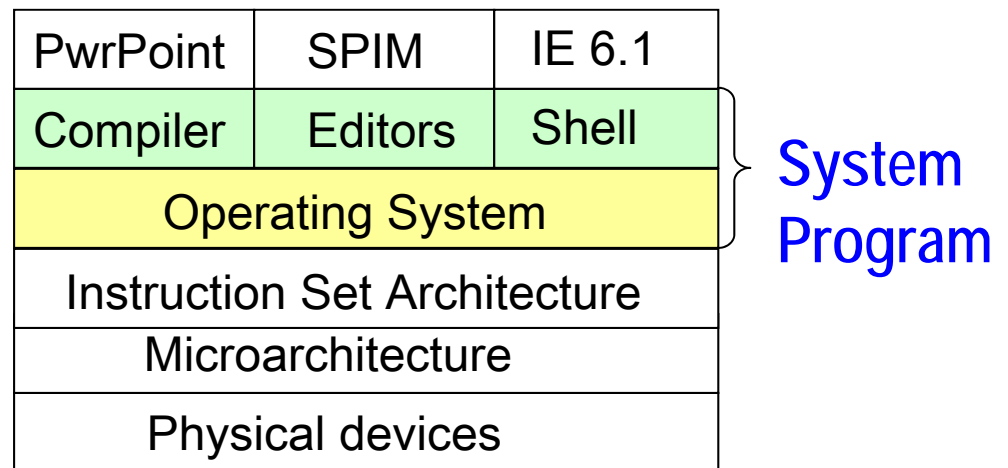 PwrPoint SPIM IE 6.1
Compiler Editors Shell
Operating System
Instruction Set Architecture
Microarchitecture
Physical devices
System
Program